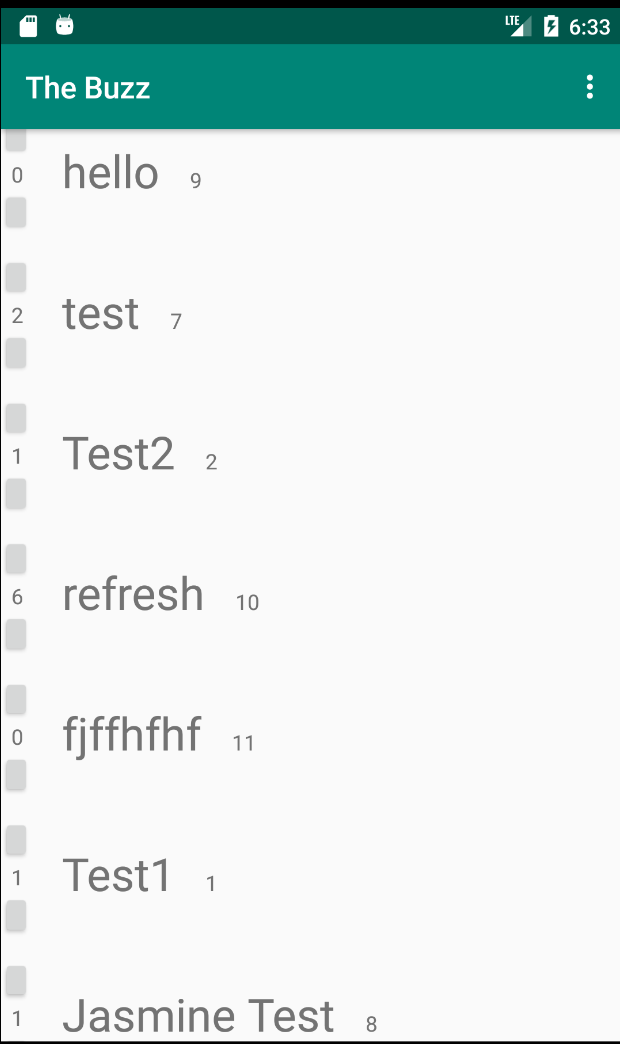 LTE 6:33
The Buzz
0 hello 9
2 test 7
1 Test2 2
6 refresh 10
0 fjffhfhf 11
1 Test1 1
1 Jasmine Test 8